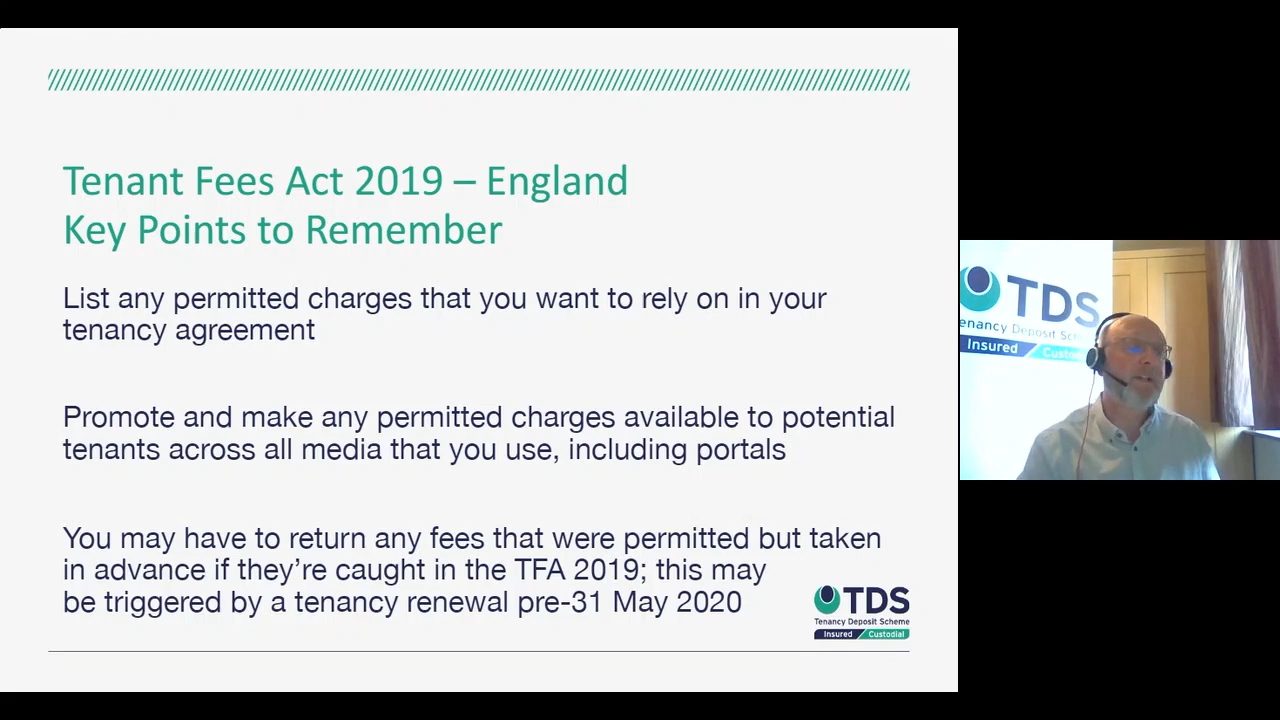 Tenant Fees Act 2019 – England
Key Points to Remember
List any permitted charges that you want to rely on in your
tenancy agreement
Promote and make any permitted charges available to potential
tenants across all media that you use, including portals
You may have to return any fees that were permitted but taken
in advance if they're caught in the TFA 2019; this may
be triggered by a tenancy renewal pre-31 May 2020
TDS
Tenancy Deposit Scheme
Insured Custodial
TDS
enancy Deposit Sch
Insured Custo